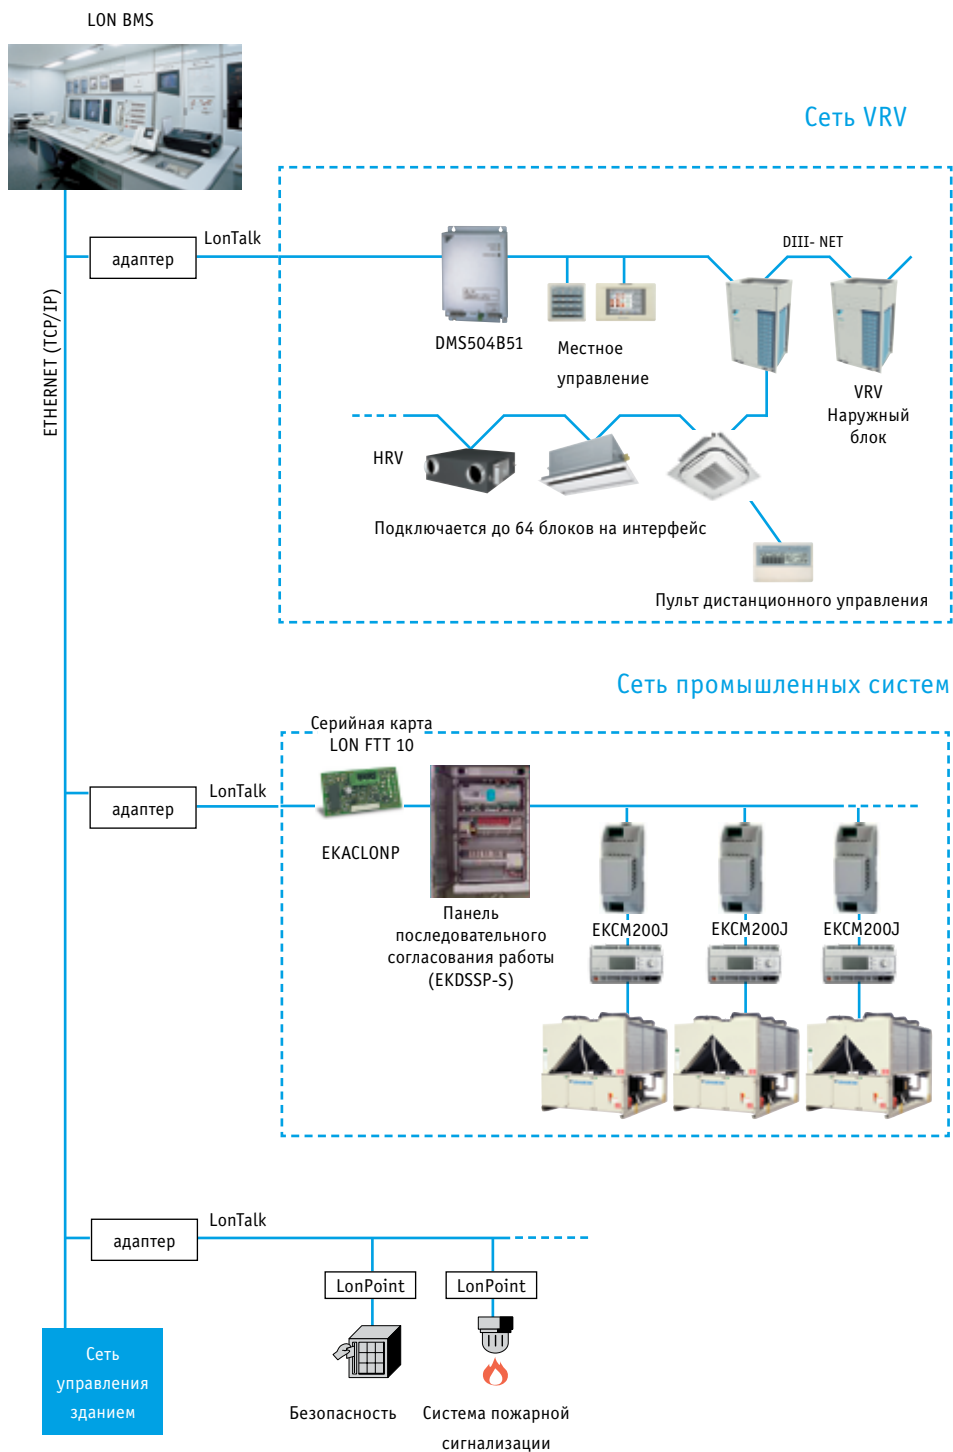 LON BMS
Сеть VRV
адаптер
LonTalk
DIII- NET
ETHERNET (TCP/IP)
DMS504B51
Местное
управление
VRV
Наружный
блок
HRV
Подключается до 64 блоков на интерфейс
Пульт дистанционного управления
Сеть промышленных систем
Серийная карта
LON FTT 10
адаптер
LonTalk
EKACLONP
Панель
последовательного
согласования работы
(EKDSSP-S)
EKCM200J
EKCM200J
EKCM200J
адаптер
LonTalk
LonPoint
LonPoint
Сеть
управления
зданием
Безопасность
Система пожарной
сигнализации